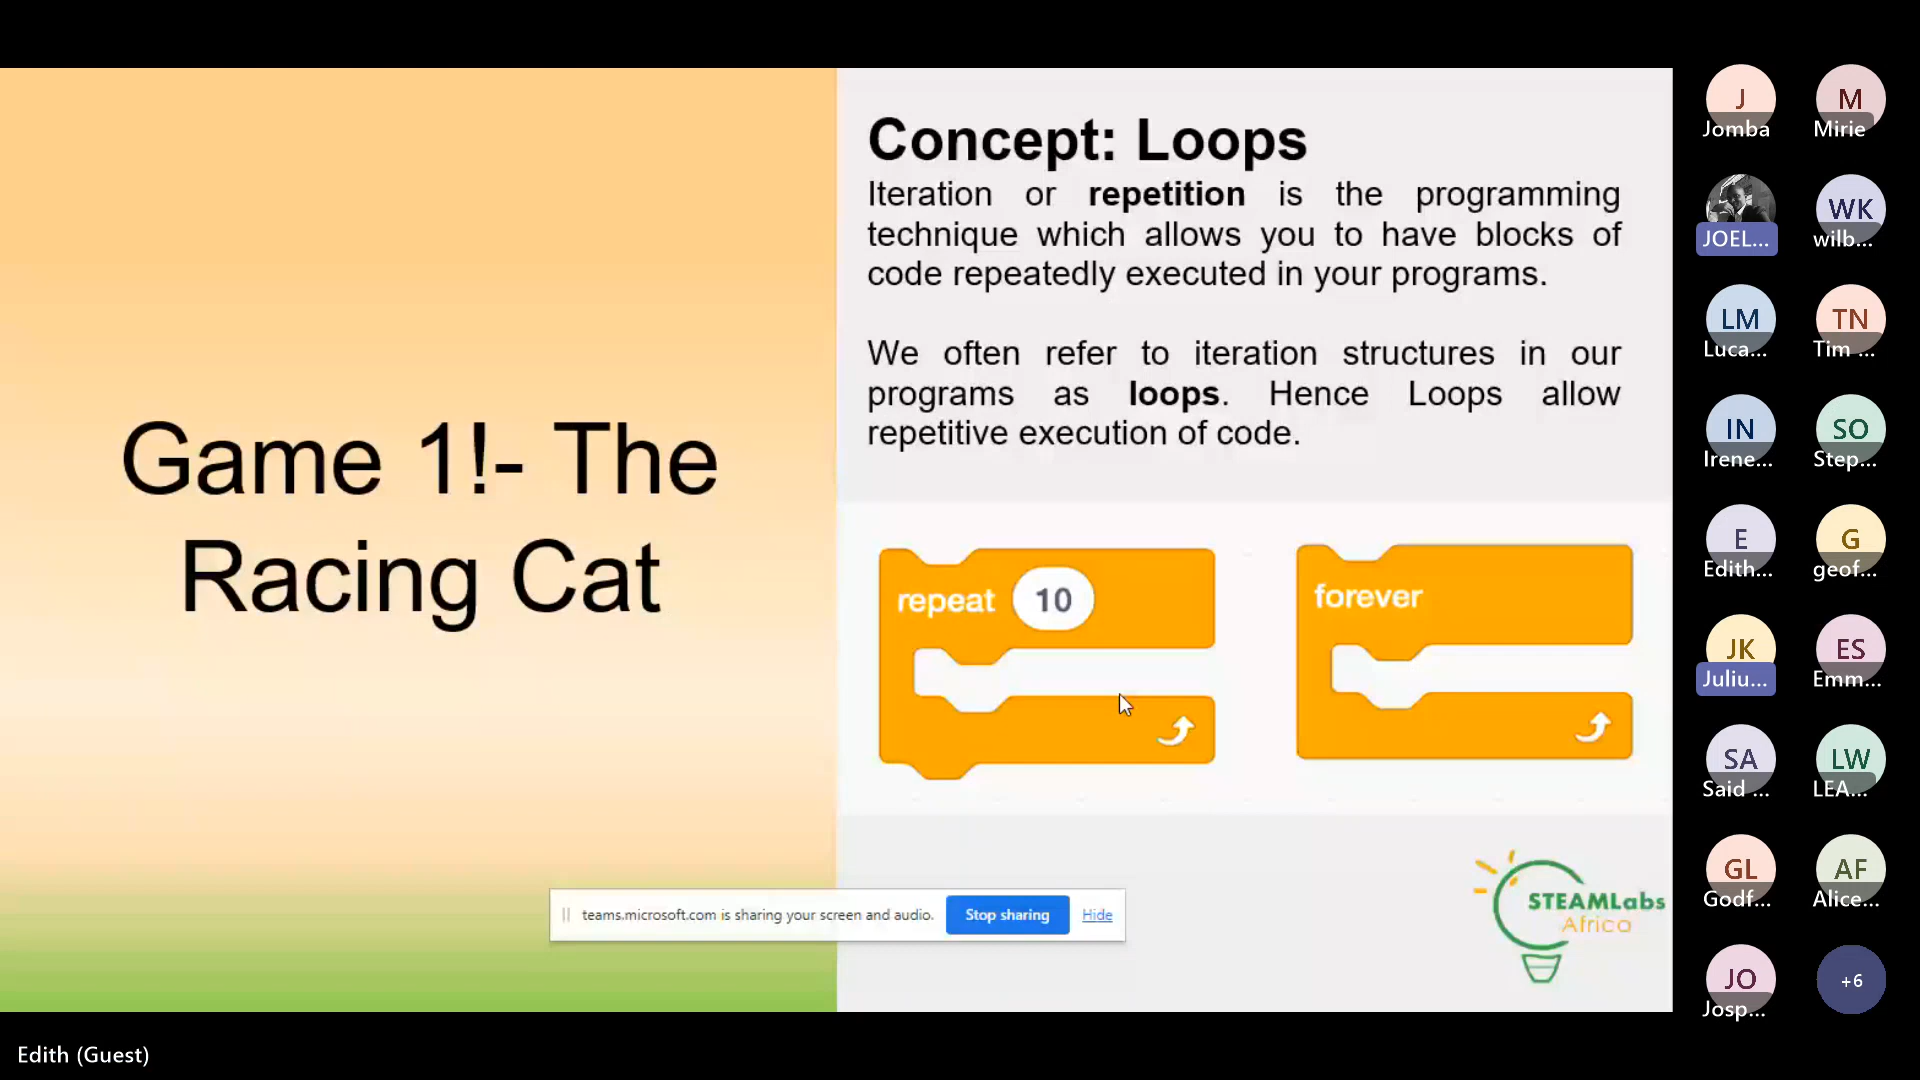 Game 1!- The
Racing Cat
Concept: Loops
Iteration or repetition is the programming
technique which allows you to have blocks of
code repeatedly executed in your programs.
We often refer to iteration structures in our
programs as loops. Hence Loops allow
repetitive execution of code.
repeat 10
forever
teams.microsoft.com is sharing your screen and audio. Stop sharing Hide
STEAMLabs
Africa
J M
Jomba Mirie
WK
JOEL... wilb...
LM TN
Luca... Tim ...
IN SO
Irene... Step...
E G
Edith... geof...
JK ES
Juliu... Emm...
SA LW
Said ... LEA...
GL AF
Godf... Alice...
JO +6
Josp...
Edith (Guest)